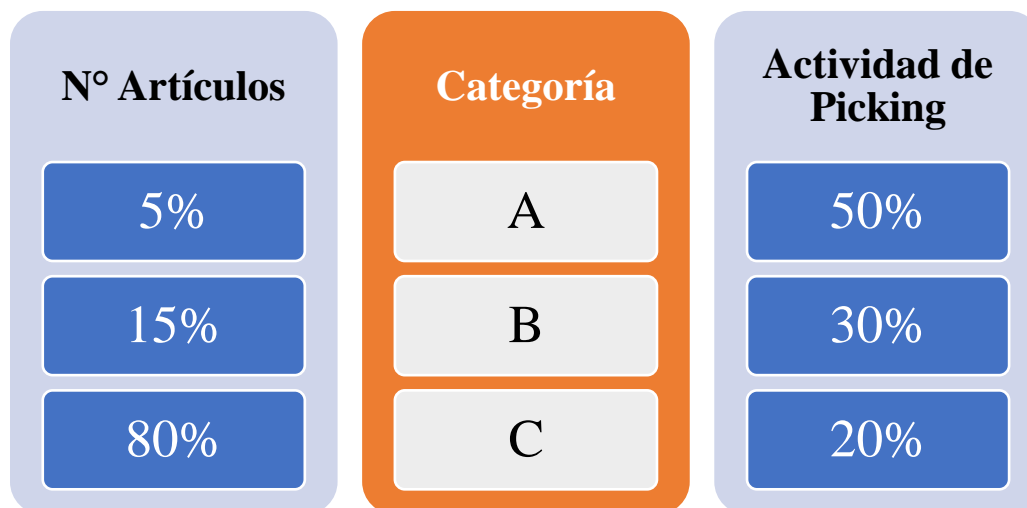 N° Artículos
Categoría
Actividad de
Picking
5%
A
50%
15%
B
30%
80%
C
20%